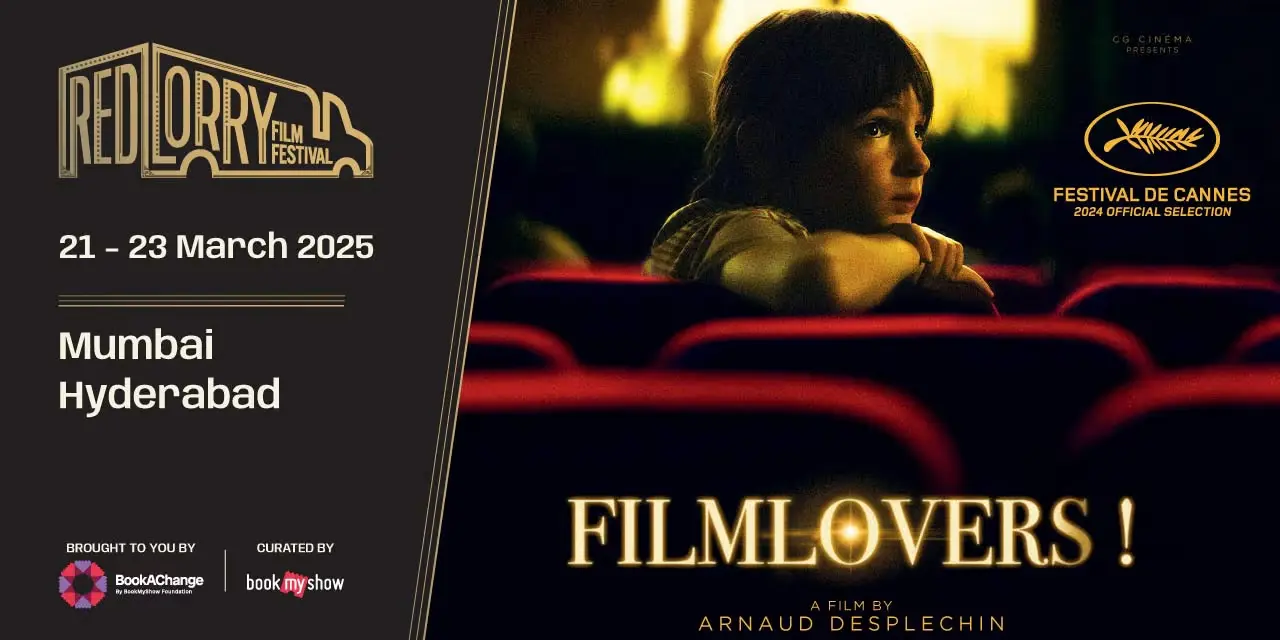 RED LORRY
FILM
FESTIVAL
21 - 23 March 2025
Mumbai
Hyderabad
BROUGHT TO YOU BY
BookAChange
By BookMyShow Foundation
CURATED BY
book my show
CG CINÉMA
PRESENTS
FESTIVAL DE CANNES
2024 OFFICIAL SELECTION
FILMLOVERS !
A FILM BY
ARNAUD DESPLECHIN